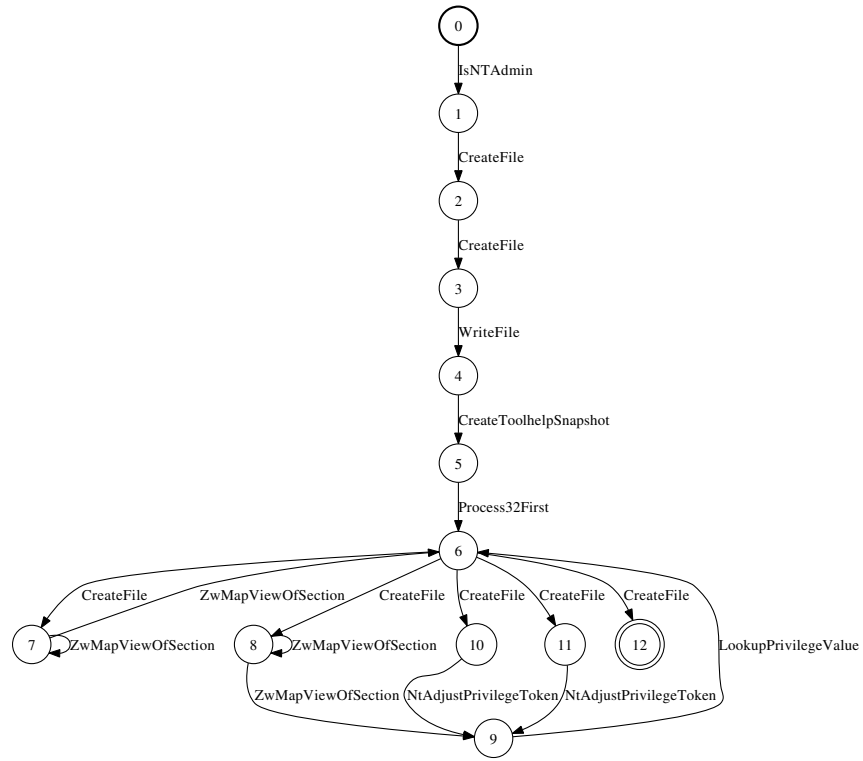 0
IsNTAdmin
1
CreateFile
2
CreateFile
3
WriteFile
4
CreateToolhelpSnapshot
5
Process32First
6
CreateFile ZwMapViewOfSection CreateFile CreateFile CreateFile CreateFile
7 ZwMapViewOfSection 8 ZwMapViewOfSection 10 11 12 LookupPrivilegeValue
ZwMapViewOfSection NtAdjustPrivilegeToken NtAdjustPrivilegeToken
9